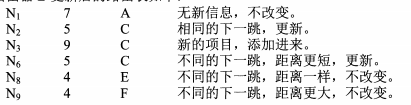 N₁ 7 A 无新信息，不改变。
N₂ 5 C 相同的下一跳，更新。
N₃ 9 C 新的项目，添加进来。
N₆ 5 C 不同的下一跳，距离更短，更新。
N₈ 4 E 不同的下一跳，距离一样，不改变。
N₉ 4 F 不同的下一跳，距离更大，不改变。